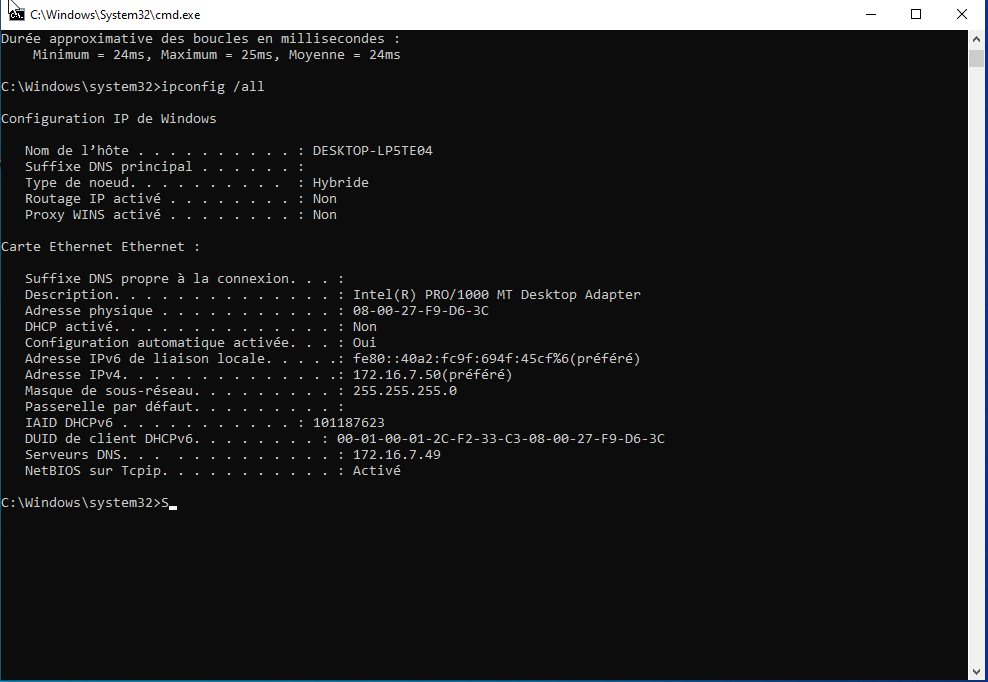 C:\Windows\System32\cmd.exe
Durée approximative des boucles en millisecondes :
    Minimum = 24ms, Maximum = 25ms, Moyenne = 24ms
C:\Windows\system32>ipconfig /all
Configuration IP de Windows
   Nom de l’hôte . . . . . . . . . . : DESKTOP-LP5TE04
   Suffixe DNS principal . . . . . . :
   Type de noeud. . . . . . . . . .  : Hybride
   Routage IP activé . . . . . . . . : Non
   Proxy WINS activé . . . . . . . . : Non
Carte Ethernet Ethernet :
   Suffixe DNS propre à la connexion. . . :
   Description. . . . . . . . . . . . . . : Intel(R) PRO/1000 MT Desktop Adapter
   Adresse physique . . . . . . . . . . . : 08-00-27-F9-D6-3C
   DHCP activé. . . . . . . . . . . . . . : Non
   Configuration automatique activée. . . : Oui
   Adresse IPv6 de liaison locale. . . . .: fe80::40a2:fc9f:694f:45cf%6(préféré)
   Adresse IPv4. . . . . . . . . . . . . .: 172.16.7.50(préféré)
   Masque de sous-réseau. . . . . . . . . : 255.255.255.0
   Passerelle par défaut. . . . . . . . . :
   IAID DHCPv6 . . . . . . . . . . . : 101187623
   DUID de client DHCPv6. . . . . . . . : 00-01-00-01-2C-F2-33-C3-08-00-27-F9-D6-3C
   Serveurs DNS. . .  . . . . . . . . . . : 172.16.7.49
   NetBIOS sur Tcpip. . . . . . . . . . . : Activé
C:\Windows\system32>S